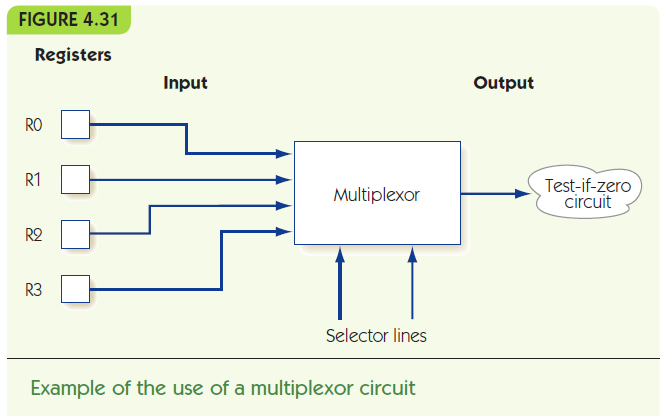 FIGURE 4.31
Registers
Input
Output
R0
R1
R2
R3
Multiplexor
Test-if-zero
circuit
Selector lines
Example of the use of a multiplexor circuit